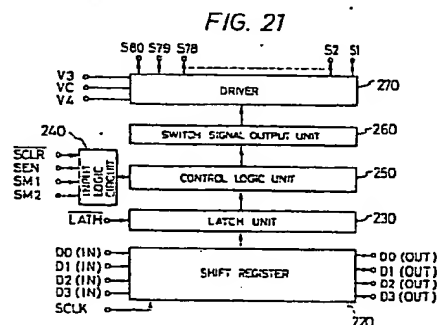 FIG. 21
S80 S79 S78 S2 S1
V3
VC
V4
DRIVER
270
SWITCH SIGNAL OUTPUT UNIT
260
240
SCLR
SEN
SM1
SM2
INPUT LOGIC CIRCUIT
CONTROL LOGIC UNIT
250
LATH
LATCH UNIT
230
D0 (IN)
D1 (IN)
D2 (IN)
D3 (IN)
SCLK
SHIFT REGISTER
D0 (OUT)
D1 (OUT)
D2 (OUT)
D3 (OUT)
220